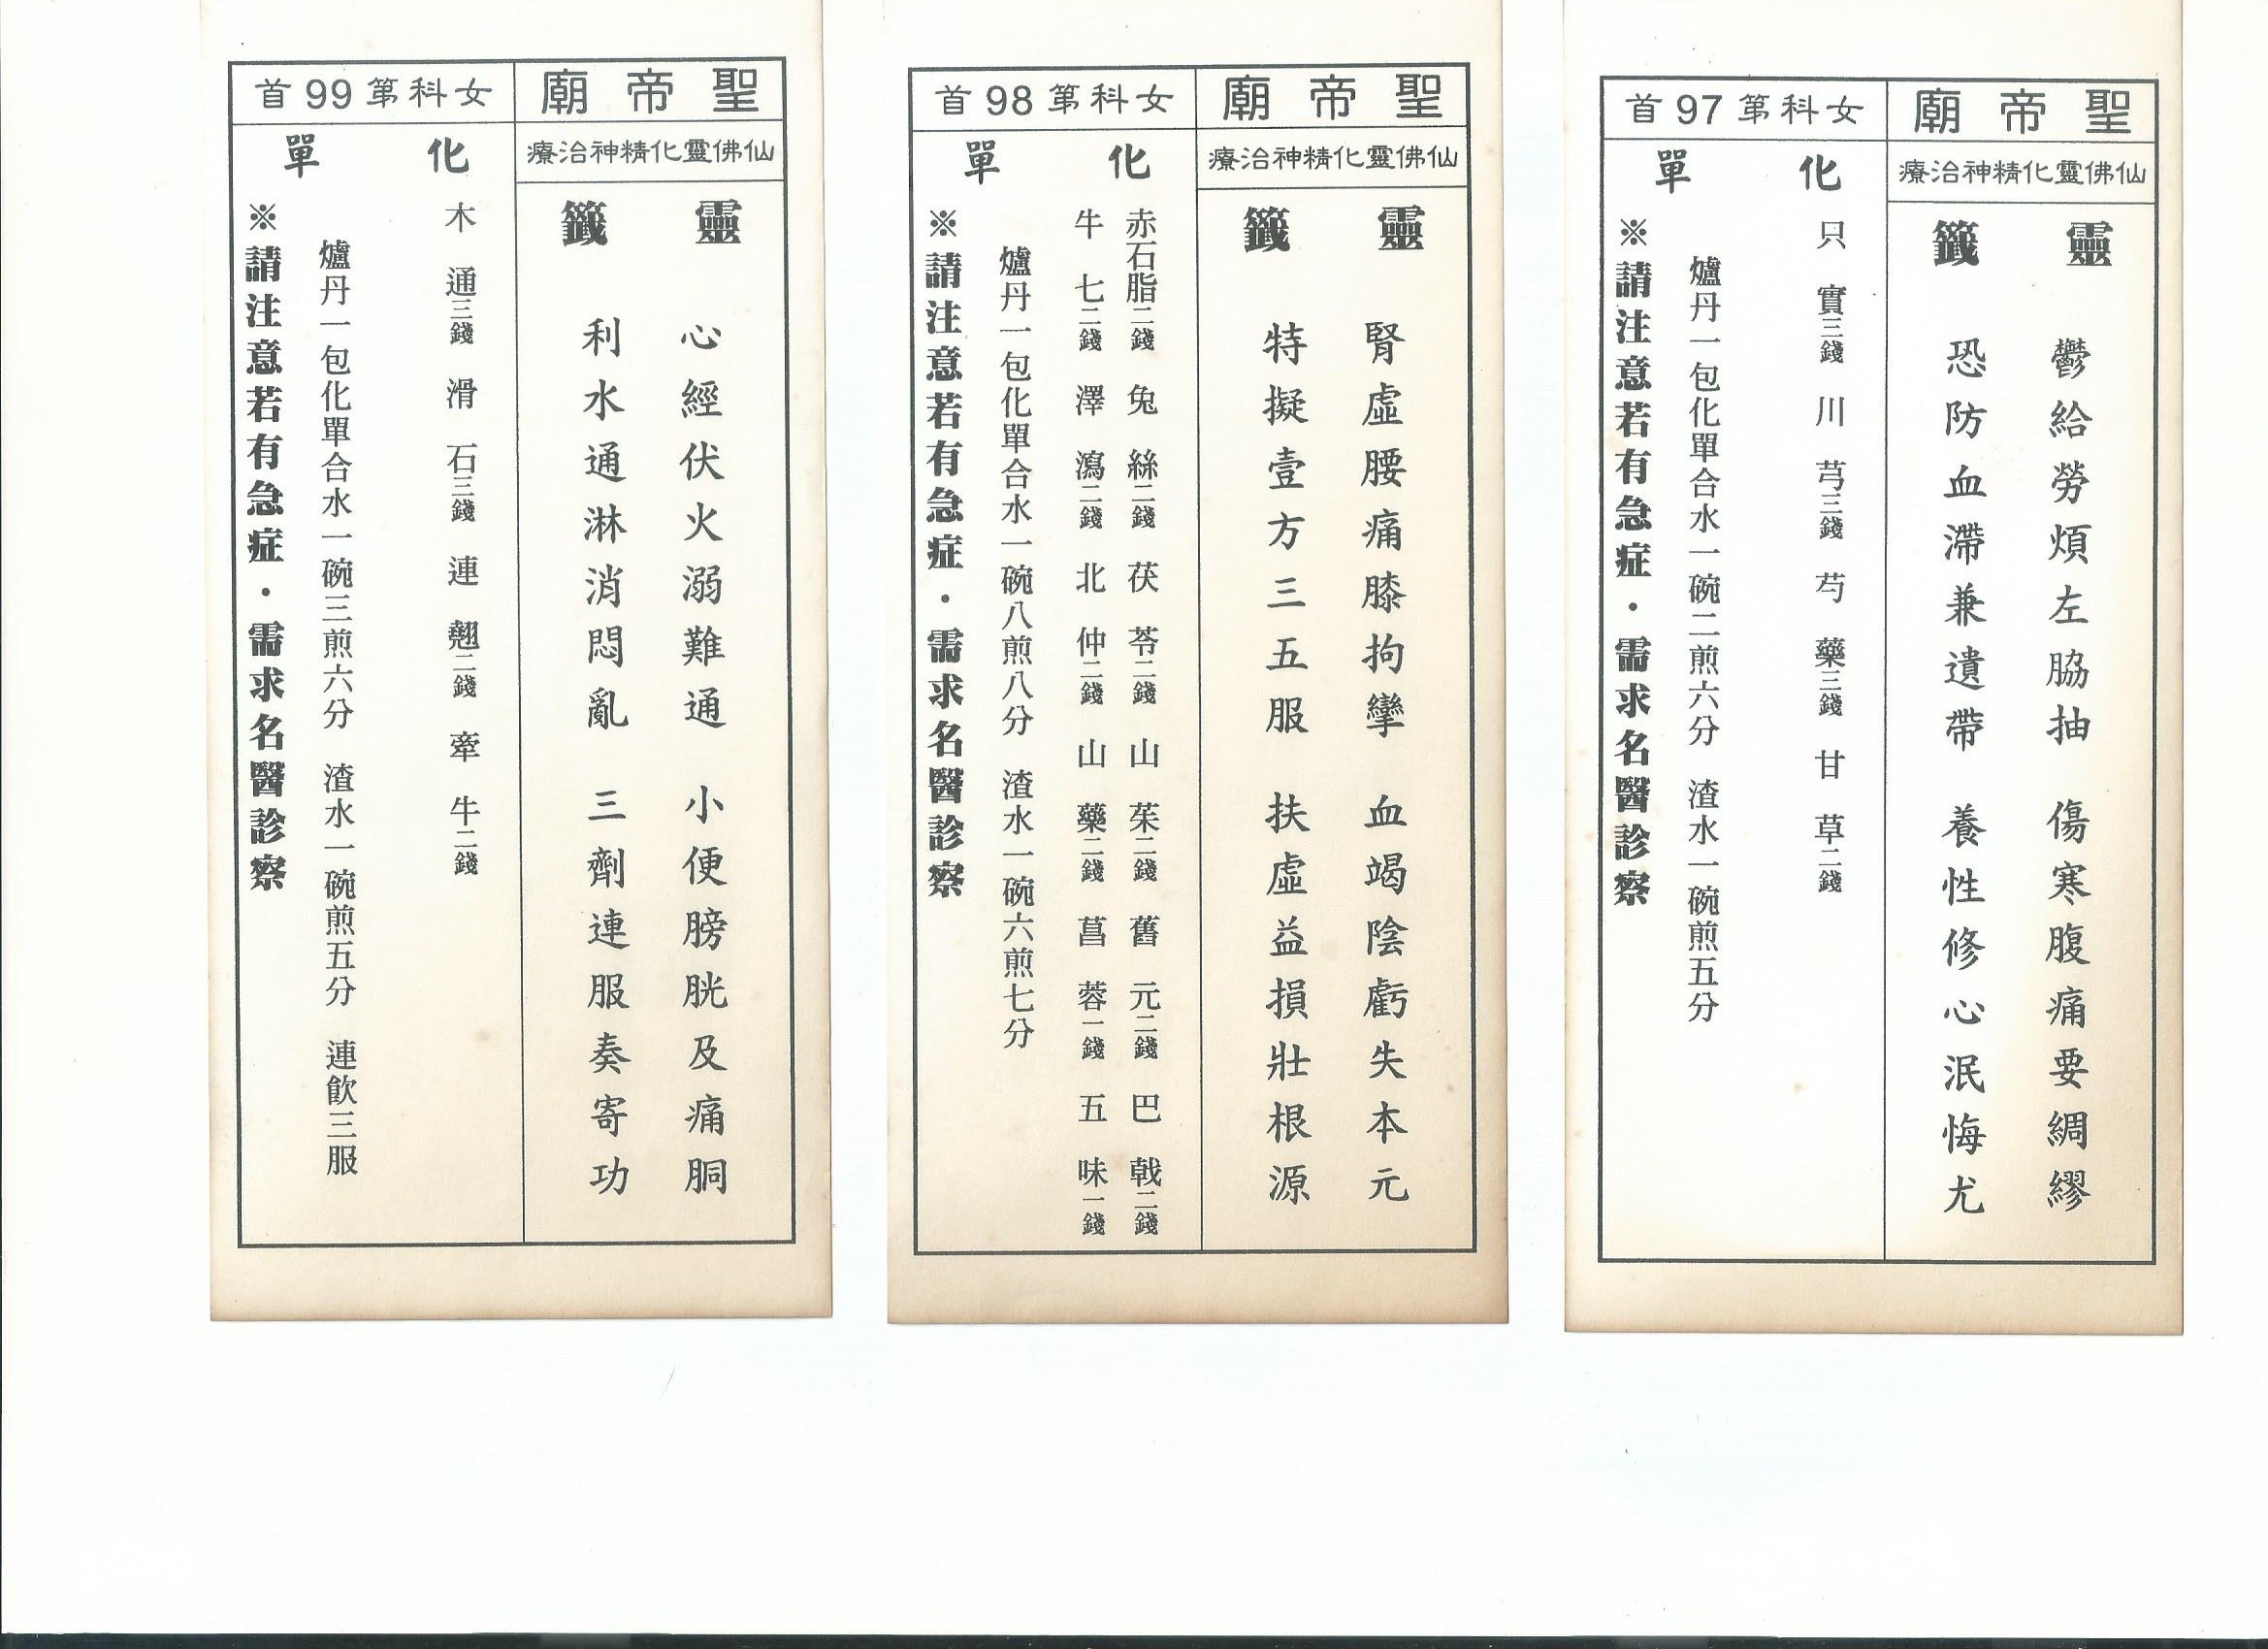 聖帝廟
女科第97首
仙佛靈化精神治療
靈籤
鬱給勞煩左脇抽　傷寒腹痛要綢繆
恐防血滯兼遺帶　養性修心泯悔尤
化單
只實三錢　川芎三錢　芍藥三錢　甘草二錢
爐丹一包化單合水一碗二煎六分　渣水一碗煎五分
※請注意若有急症・需求名醫診察
聖帝廟
女科第98首
仙佛靈化精神治療
靈籤
腎虛腰痛膝拘攣　血竭陰虧失本元
特擬壹方三五服　扶虛益損壯根源
化單
赤石脂二錢　兔絲二錢　茯苓二錢　山茱二錢　舊元二錢　巴戟二錢
牛七二錢　澤瀉二錢　北仲二錢　山藥二錢　菖蓉一錢　五味一錢
爐丹一包化單合水一碗八煎八分　渣水一碗六煎七分
※請注意若有急症・需求名醫診察
聖帝廟
女科第99首
仙佛靈化精神治療
靈籤
心經伏火溺難通　小便膀胱及痛胴
利水通淋消悶亂　三劑連服奏寄功
化單
木通三錢　滑石三錢　連翹二錢　牽牛二錢
爐丹一包化單合水一碗三煎六分　渣水一碗煎五分　連飲三服
※請注意若有急症・需求名醫診察